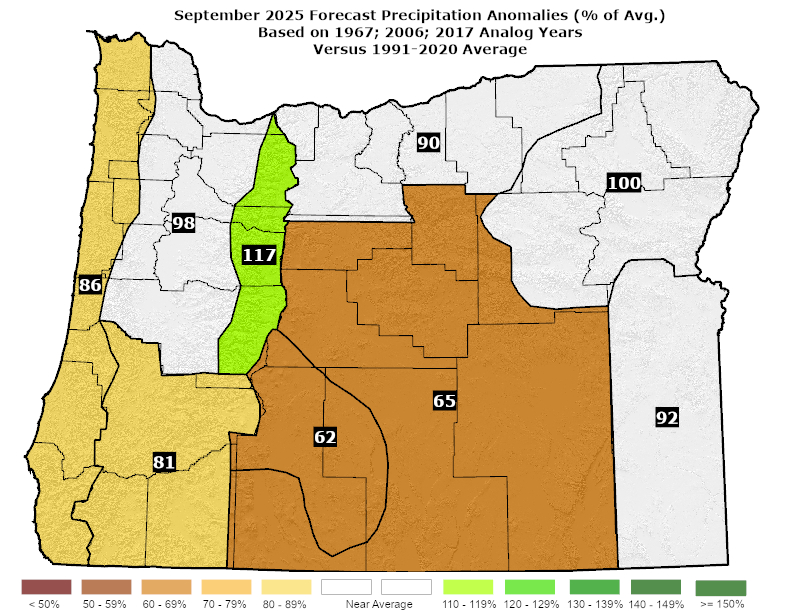 September 2025 Forecast Precipitation Anomalies (% of Avg.)
Based on 1967; 2006; 2017 Analog Years
Versus 1991-2020 Average
90
100
98
117
86
65
92
62
81
< 50%
50 - 59%
60 - 69%
70 - 79%
80 - 89%
Near Average
110 - 119%
120 - 129%
130 - 139%
140 - 149%
>= 150%